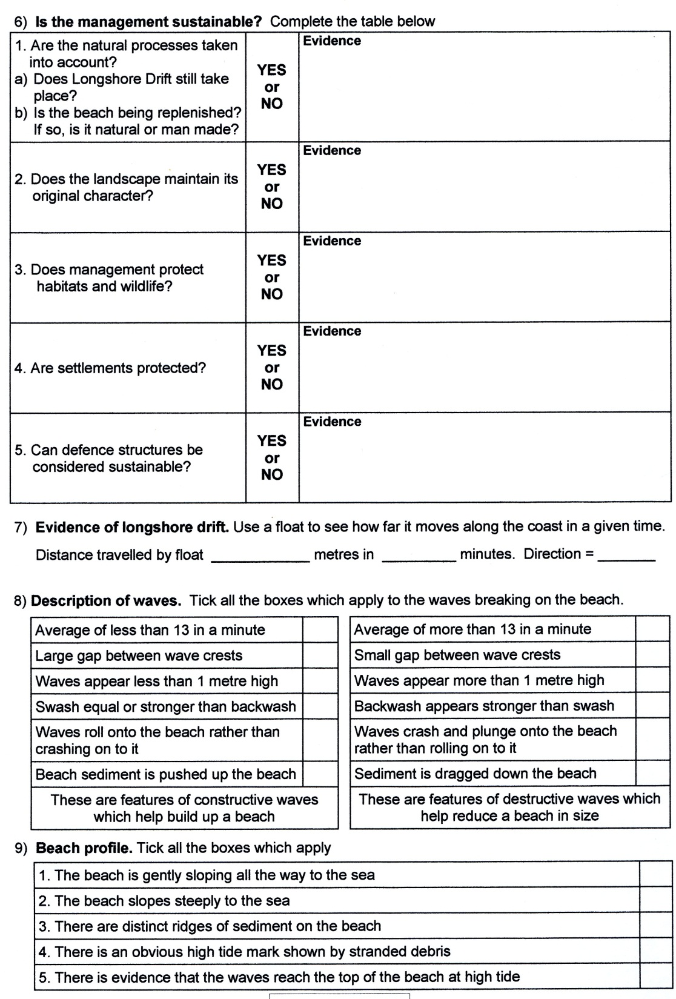 6) Is the management sustainable? Complete the table below
1. Are the natural processes taken
into account?
a) Does Longshore Drift still take
place?
b) Is the beach being replenished?
If so, is it natural or man made?
YES
or
NO
Evidence
2. Does the landscape maintain its
original character?
YES
or
NO
Evidence
3. Does management protect
habitats and wildlife?
YES
or
NO
Evidence
4. Are settlements protected?
YES
or
NO
Evidence
5. Can defence structures be
considered sustainable?
YES
or
NO
Evidence
7) Evidence of longshore drift. Use a float to see how far it moves along the coast in a given time.
Distance travelled by float ____________ metres in _________ minutes. Direction = _______
8) Description of waves. Tick all the boxes which apply to the waves breaking on the beach.
Average of less than 13 in a minute
Large gap between wave crests
Waves appear less than 1 metre high
Swash equal or stronger than backwash
Waves roll onto the beach rather than
crashing on to it
Beach sediment is pushed up the beach
These are features of constructive waves
which help build up a beach
Average of more than 13 in a minute
Small gap between wave crests
Waves appear more than 1 metre high
Backwash appears stronger than swash
Waves crash and plunge onto the beach
rather than rolling on to it
Sediment is dragged down the beach
These are features of destructive waves which
help reduce a beach in size
9) Beach profile. Tick all the boxes which apply
1. The beach is gently sloping all the way to the sea
2. The beach slopes steeply to the sea
3. There are distinct ridges of sediment on the beach
4. There is an obvious high tide mark shown by stranded debris
5. There is evidence that the waves reach the top of the beach at high tide